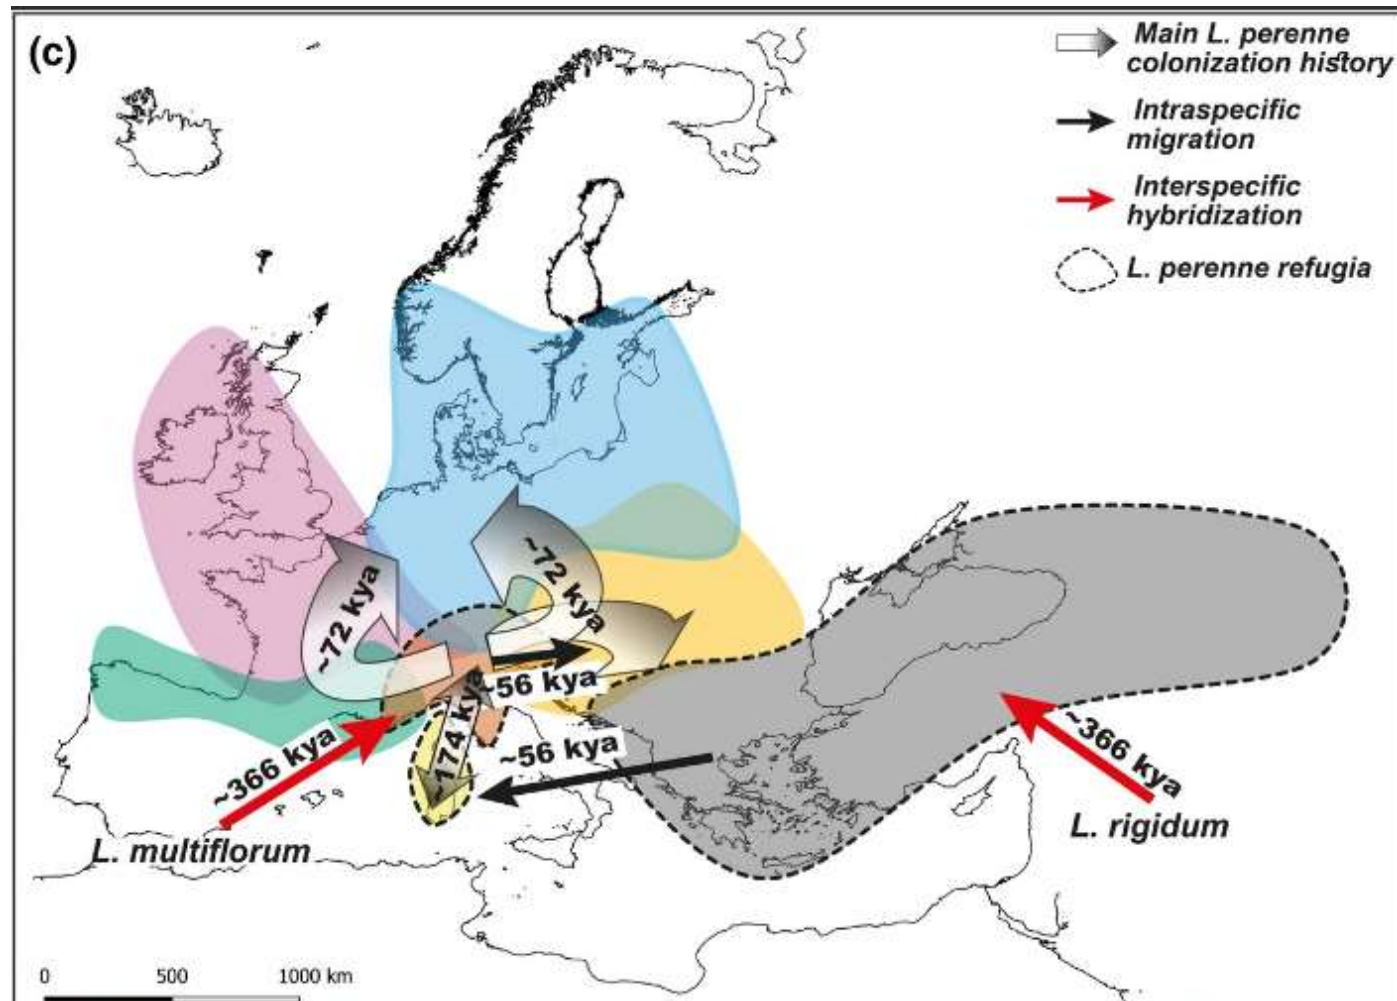 (c)
Main L. perenne
colonization history
Intraspecific
migration
Interspecific
hybridization
L. perenne refugia
~72 kya
~72 kya
~56 kya
~174 kya
~56 kya
~366 kya
~366 kya
L. multiflorum
L. rigidum
0 500 1000 km